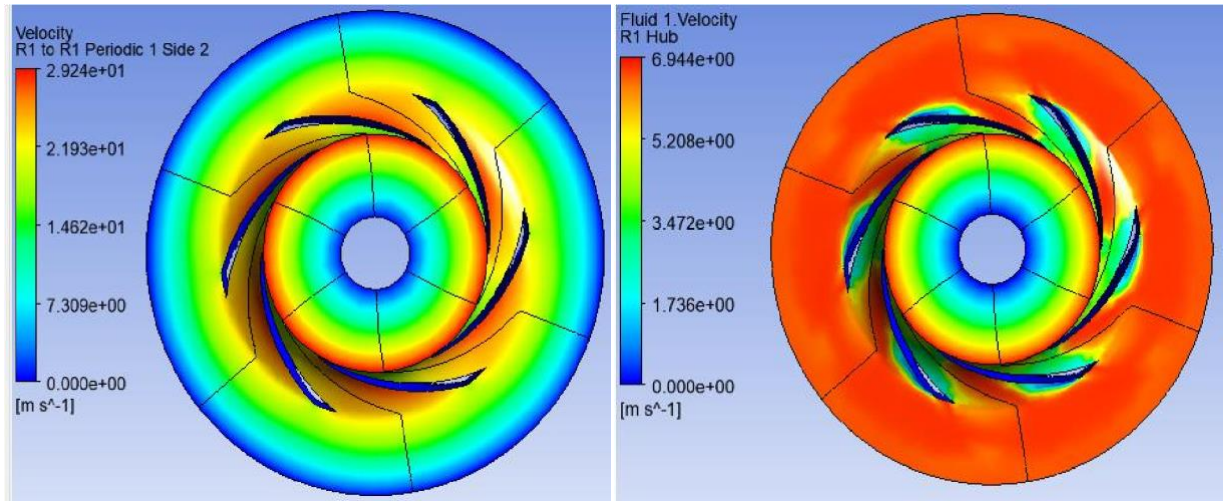 Velocity
R1 to R1 Periodic 1 Side 2
2.924e+01
2.193e+01
1.462e+01
7.309e+00
0.000e+00
[m s^-1]
Fluid 1.Velocity
R1 Hub
6.944e+00
5.208e+00
3.472e+00
1.736e+00
0.000e+00
[m s^-1]